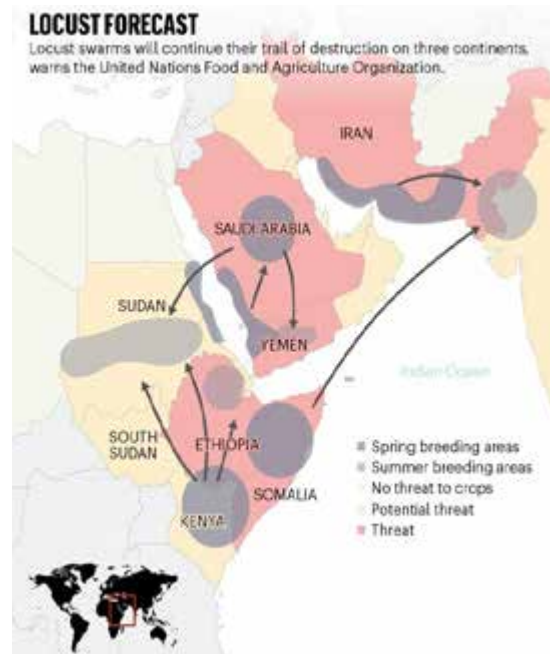 LOCUST FORECAST
Locust swarms will continue their trail of destruction on three continents,
warns the United Nations Food and Agriculture Organization.
IRAN
SAUDI ARABIA
SUDAN
YEMEN
Indian Ocean
SOUTH
SUDAN
ETHIOPIA
SOMALIA
KENYA
Spring breeding areas
Summer breeding areas
No threat to crops
Potential threat
Threat